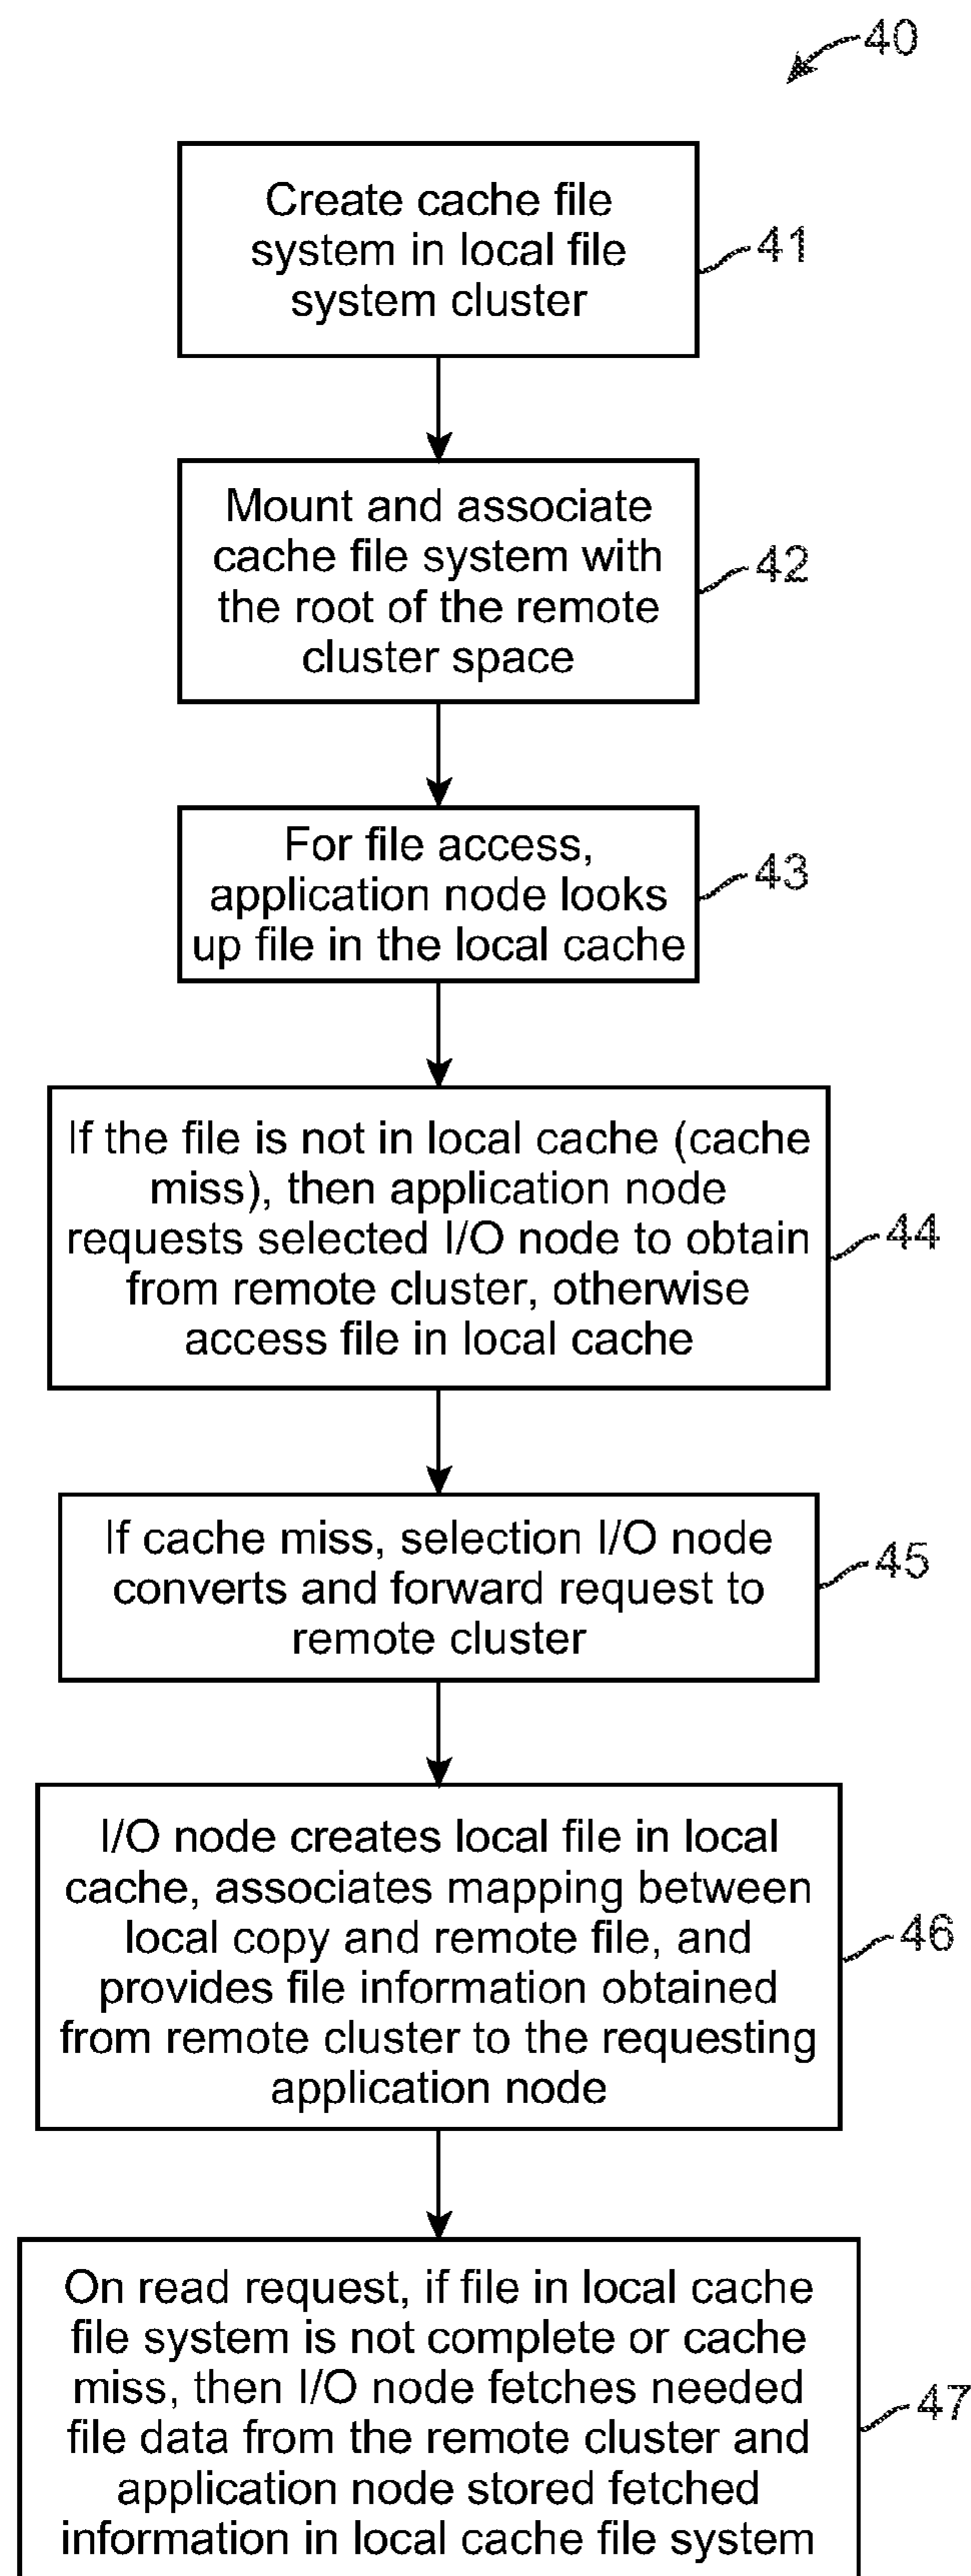 40
Create cache file
system in local file
system cluster
41
Mount and associate
cache file system with
the root of the remote
cluster space
42
For file access,
application node looks
up file in the local cache
43
If the file is not in local cache (cache
miss), then application node
requests selected I/O node to obtain
from remote cluster, otherwise
access file in local cache
44
If cache miss, selection I/O node
converts and forward request to
remote cluster
45
I/O node creates local file in local
cache, associates mapping between
local copy and remote file, and
provides file information obtained
from remote cluster to the requesting
application node
46
On read request, if file in local cache
file system is not complete or cache
miss, then I/O node fetches needed
file data from the remote cluster and
application node stored fetched
information in local cache file system
47